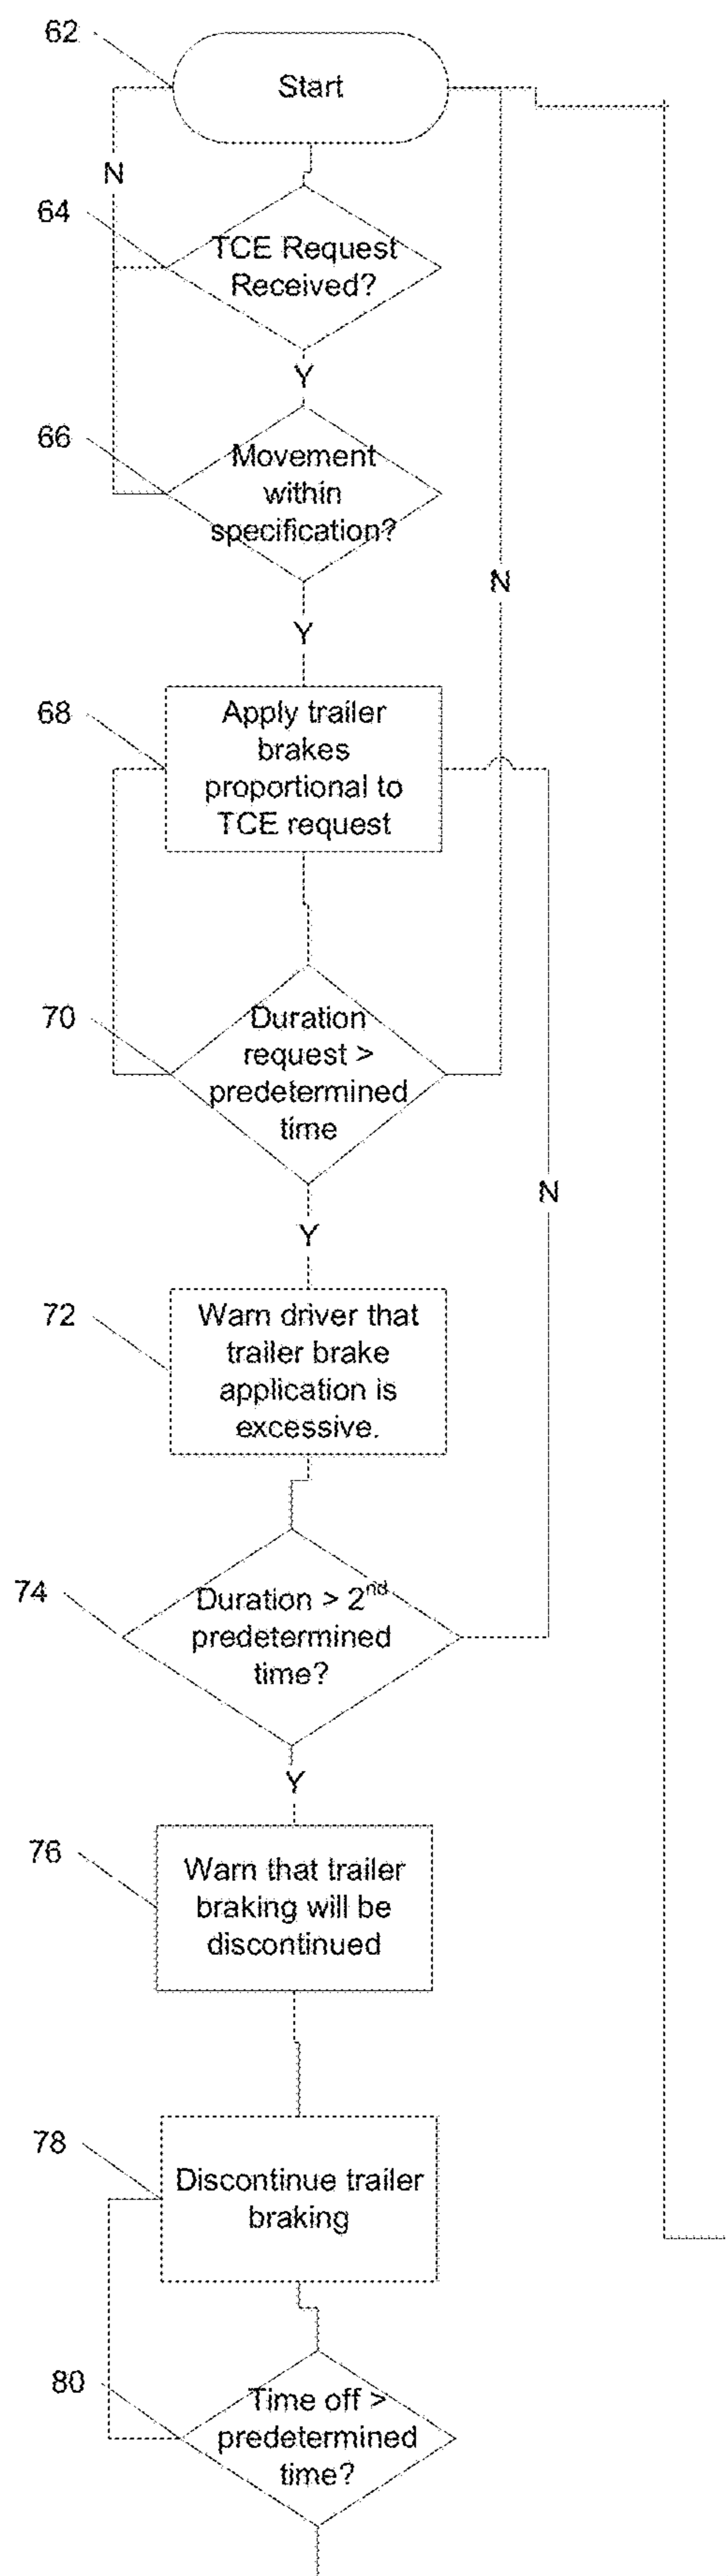 62
Start
N
64
TCE Request
Received?
Y
66
Movement
within
specification?
N
Y
68
Apply trailer
brakes
proportional to
TCE request
70
Duration
request >
predetermined
time
N
Y
72
Warn driver that
trailer brake
application is
excessive.
74
Duration > 2nd
predetermined
time?
Y
76
Warn that trailer
braking will be
discontinued
78
Discontinue trailer
braking
80
Time off >
predetermined
time?